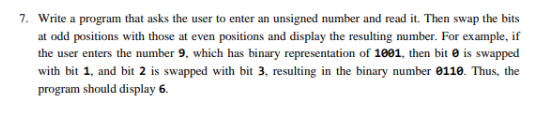 7. Write a program that asks the user to enter an unsigned number and read it. Then swap the bits
at odd positions with those at even positions and display the resulting number. For example, if
the user enters the number 9, which has binary representation of 1001, then bit 0 is swapped
with bit 1, and bit 2 is swapped with bit 3, resulting in the binary number 0110. Thus, the
program should display 6.